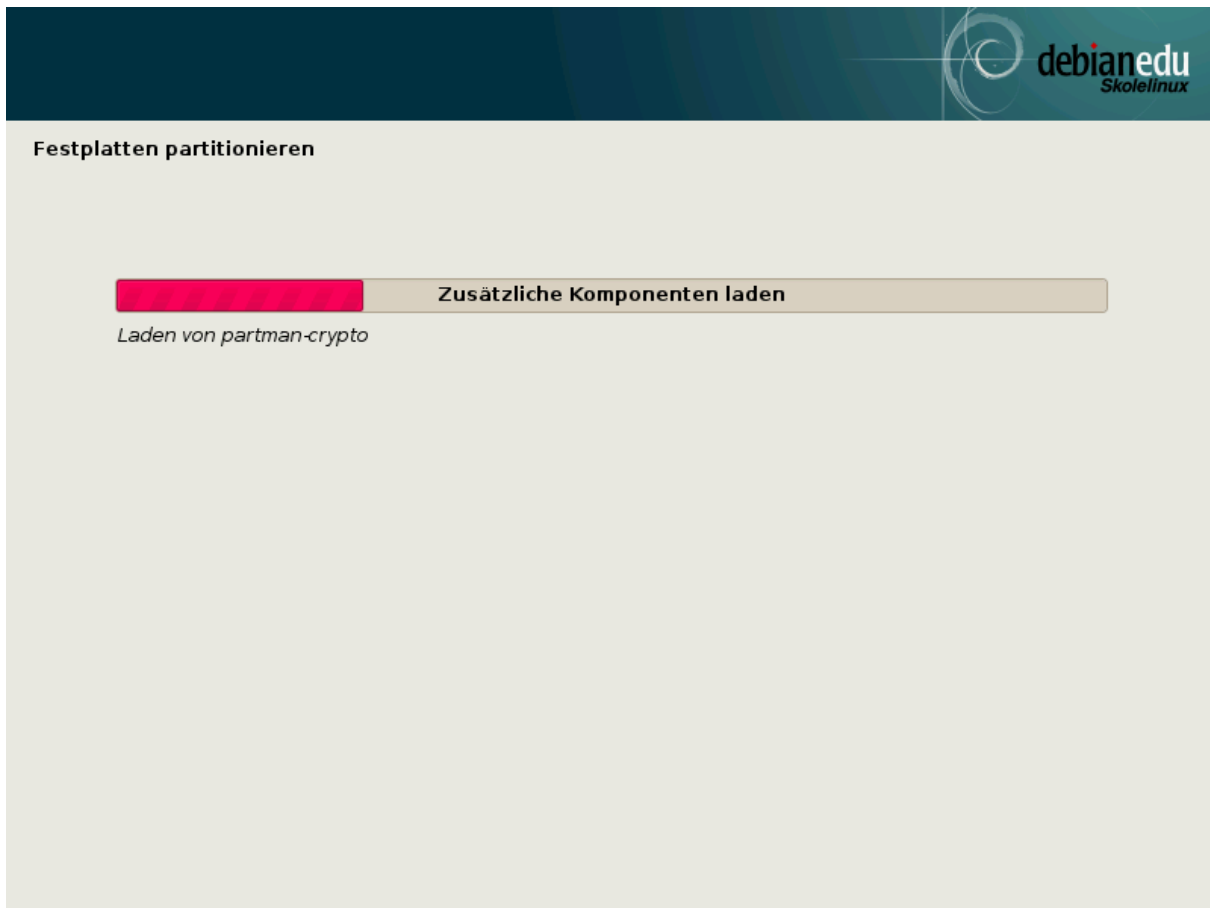 debianedu
Skolelinux
Festplatten partitionieren
Zusätzliche Komponenten laden
Laden von partman-crypto